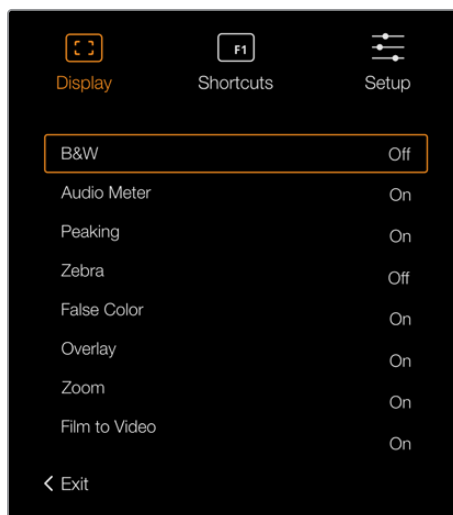 F1
Display Shortcuts Setup
B&W Off
Audio Meter On
Peaking On
Zebra Off
False Color On
Overlay On
Zoom On
Film to Video On
Exit